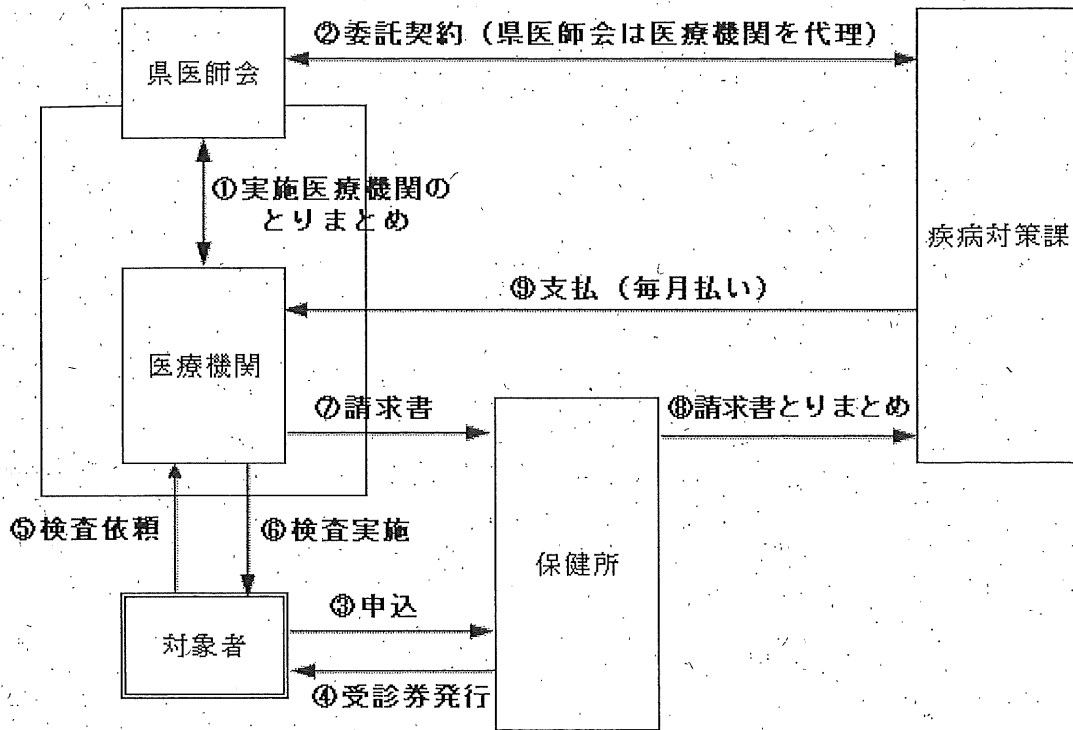 ②委託契約（県医師会は医療機関を代理）
県医師会
①実施医療機関の
とりまとめ
疾病対策課
⑨支払（毎月払い）
医療機関
⑦請求書
⑧請求書とりまとめ
⑤検査依頼
⑥検査実施
保健所
③申込
対象者
④受診券発行